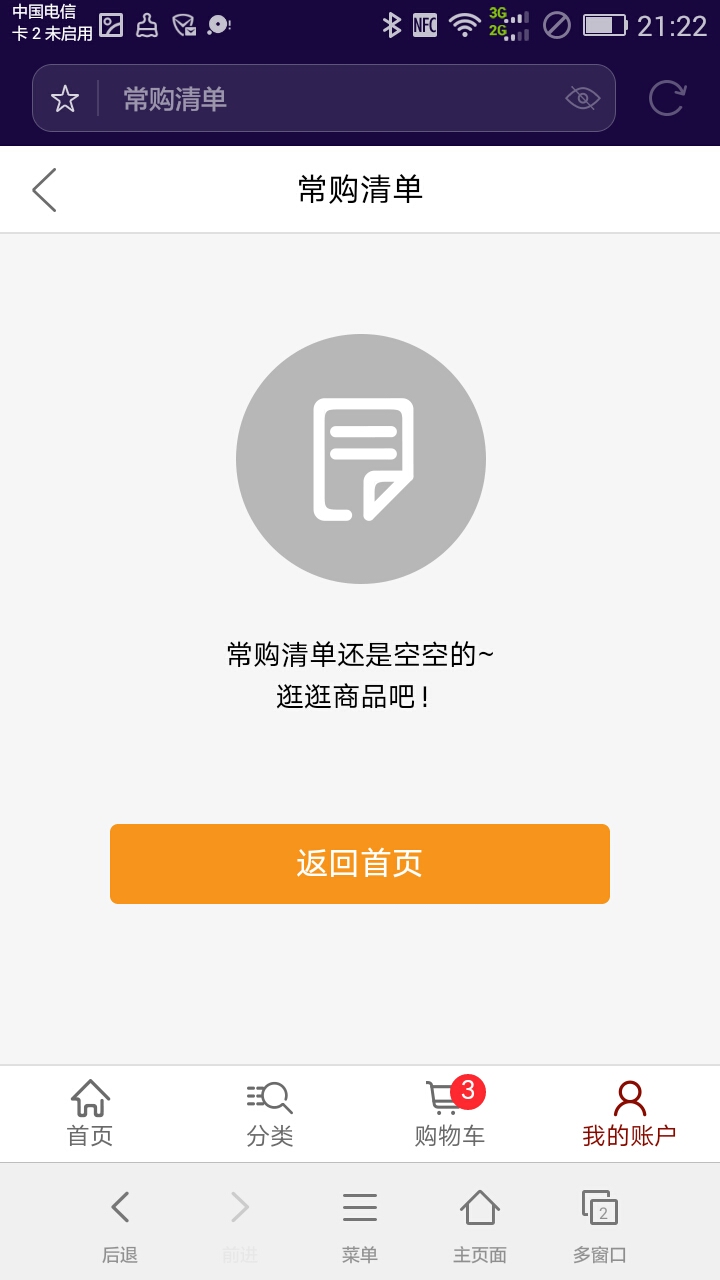 中国电信
卡 2 未启用
NFC
3G
2G
21:22
常购清单
常购清单
常购清单还是空空的~
逛逛商品吧!
返回首页
3
首页
分类
购物车
我的账户
2
后退
前进
菜单
主页面
多窗口